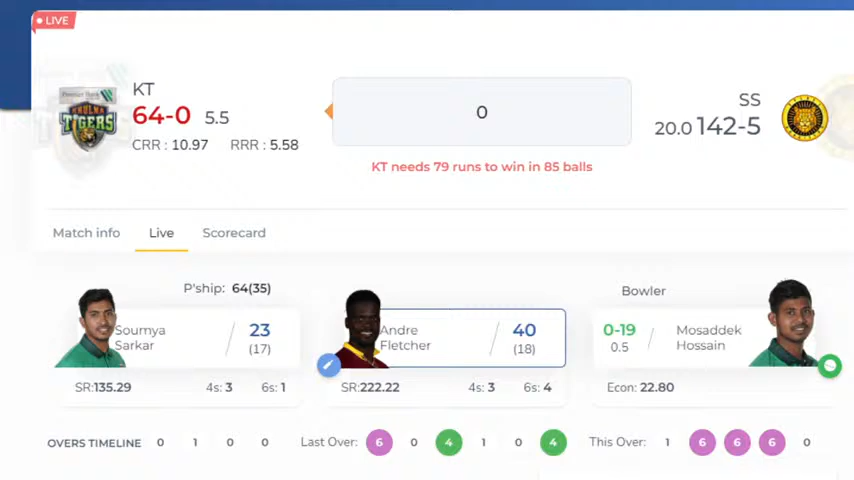 LIVE
KT
64-0 5.5
CRR : 10.97 RRR : 5.58
0
KT needs 79 runs to win in 85 balls
SS
20.0 142-5
TIGERS
Match info Live Scorecard
P'ship: 64(35)
Soumya Sarkar
23
(17)
SR:135.29 4s: 3 6s: 1
Andre Fletcher
40
(18)
SR:222.22 4s: 3 6s: 4
Bowler
0-19
0.5
Mosaddek Hossain
Econ: 22.80
OVERS TIMELINE 0 1 0 0 Last Over: 6 0 4 1 0 4 This Over: 1 6 6 6 0